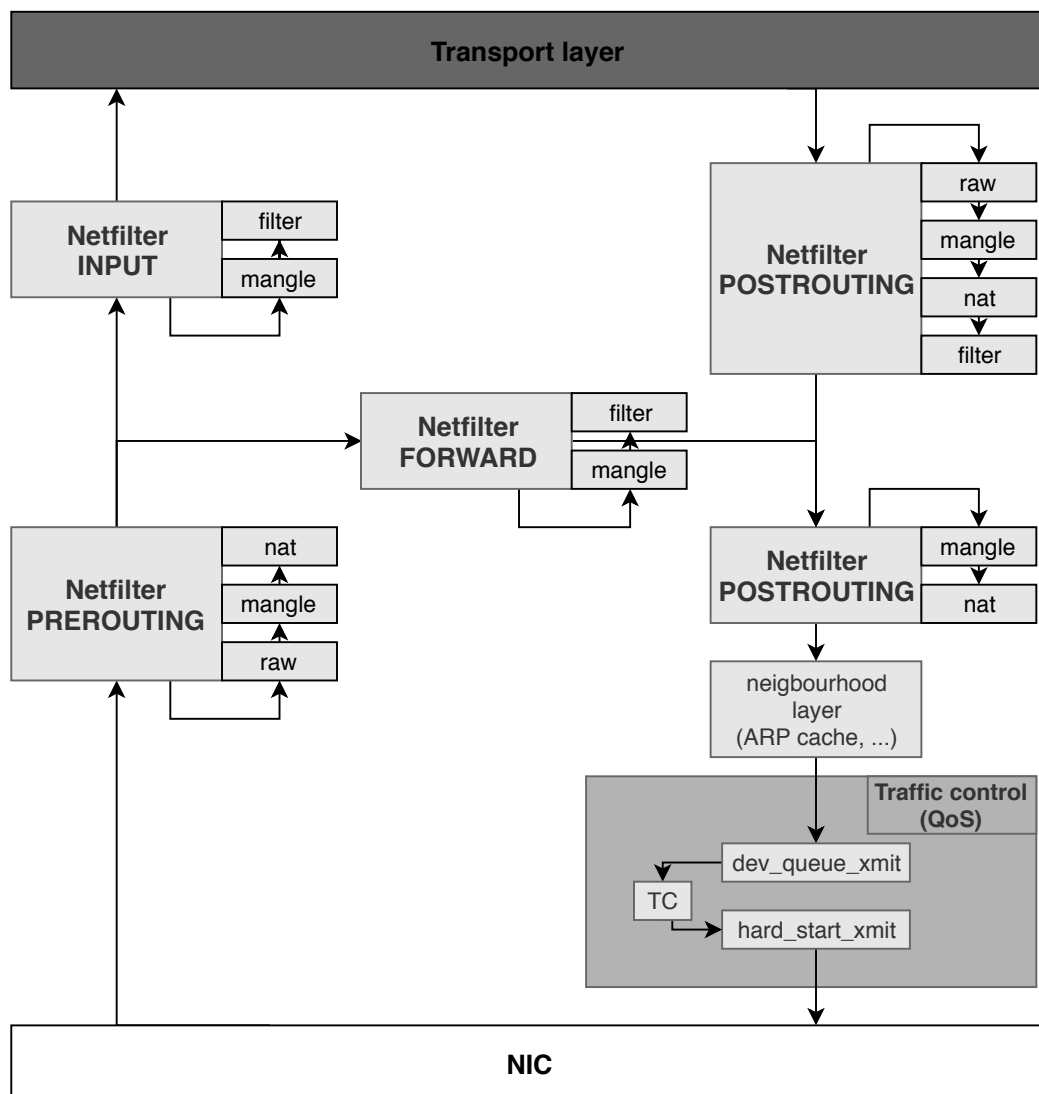 Transport layer
Netfilter
INPUT
filter
mangle
Netfilter
POSTROUTING
raw
mangle
nat
filter
Netfilter
FORWARD
filter
mangle
Netfilter
PREROUTING
nat
mangle
raw
Netfilter
POSTROUTING
mangle
nat
neigbourhood
layer
(ARP cache, ...)
Traffic control
(QoS)
dev_queue_xmit
TC
hard_start_xmit
NIC